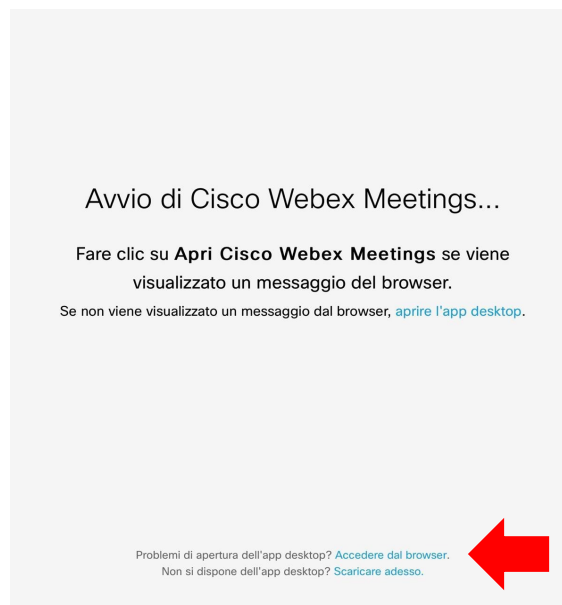 Avvio di Cisco Webex Meetings...
Fare clic su Apri Cisco Webex Meetings se viene
visualizzato un messaggio del browser.
Se non viene visualizzato un messaggio dal browser, aprire l'app desktop.
Problemi di apertura dell'app desktop? Accedere dal browser.
Non si dispone dell'app desktop? Scaricare adesso.